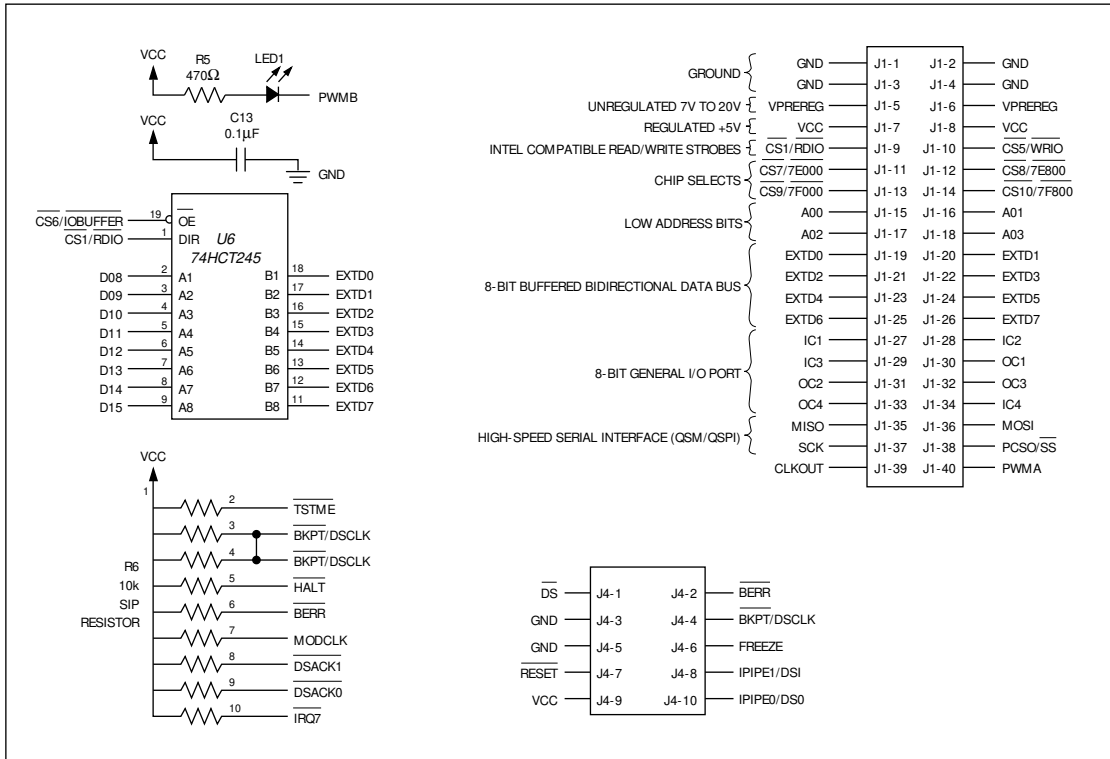 VCC
R5
470Ω
LED1
PWMB
VCC
C13
0.1µF
GND
CS6/IOBUFFER 19 OE
CS1/RDIO 1 DIR
U6
74HCT245
D08 2 A1 B1 18 EXTD0
D09 3 A2 B2 17 EXTD1
D10 4 A3 B3 16 EXTD2
D11 5 A4 B4 15 EXTD3
D12 6 A5 B5 14 EXTD4
D13 7 A6 B6 13 EXTD5
D14 8 A7 B7 12 EXTD6
D15 9 A8 B8 11 EXTD7
VCC
1
2 TSTME
3 BKPT/DSCLK
4 BKPT/DSCLK
5 HALT
6 BERR
7 MODCLK
8 DSACK1
9 DSACK0
10 IRQ7
R6
10k
SIP
RESISTOR
GROUND
GND J1-1 J1-2 GND
GND J1-3 J1-4 GND
UNREGULATED 7V TO 20V VPREREG J1-5 J1-6 VPREREG
REGULATED +5V VCC J1-7 J1-8 VCC
INTEL COMPATIBLE READ/WRITE STROBES CS1/RDIO J1-9 J1-10 CS5/WRIO
CHIP SELECTS
CS7/7E000 J1-11 J1-12 CS8/7E800
CS9/7F000 J1-13 J1-14 CS10/7F800
LOW ADDRESS BITS
A00 J1-15 J1-16 A01
A02 J1-17 J1-18 A03
8-BIT BUFFERED BIDIRECTIONAL DATA BUS
EXTD0 J1-19 J1-20 EXTD1
EXTD2 J1-21 J1-22 EXTD3
EXTD4 J1-23 J1-24 EXTD5
EXTD6 J1-25 J1-26 EXTD7
8-BIT GENERAL I/O PORT
IC1 J1-27 J1-28 IC2
IC3 J1-29 J1-30 OC1
OC2 J1-31 J1-32 OC3
OC4 J1-33 J1-34 IC4
HIGH-SPEED SERIAL INTERFACE (QSM/QSPI)
MISO J1-35 J1-36 MOSI
SCK J1-37 J1-38 PCSO/SS
CLKOUT J1-39 J1-40 PWMA
DS J4-1 J4-2 BERR
GND J4-3 J4-4 BKPT/DSCLK
GND J4-5 J4-6 FREEZE
RESET J4-7 J4-8 IPIPE1/DSI
VCC J4-9 J4-10 IPIPE0/DS0